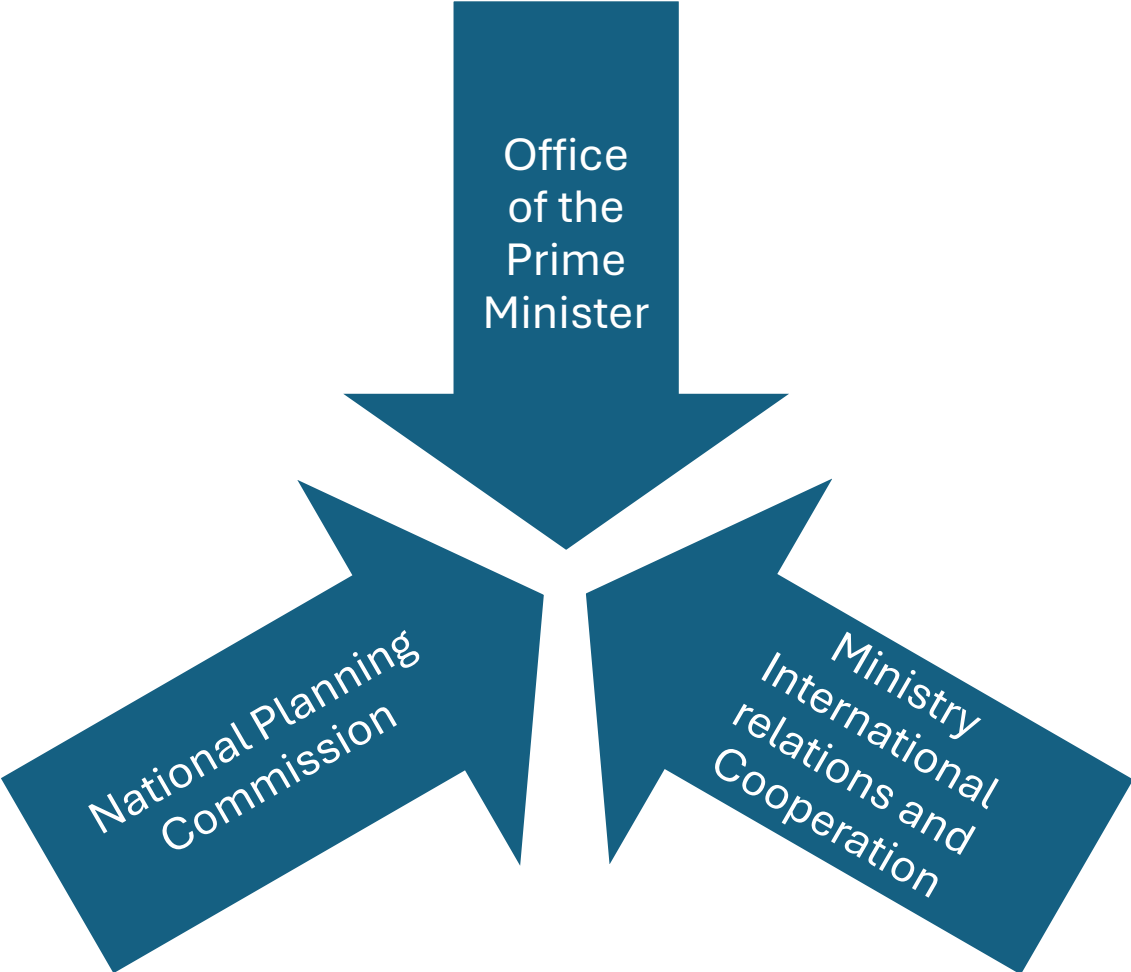 Office
of the
Prime
Minister
National Planning
Commission
Ministry
International
relations and
Cooperation